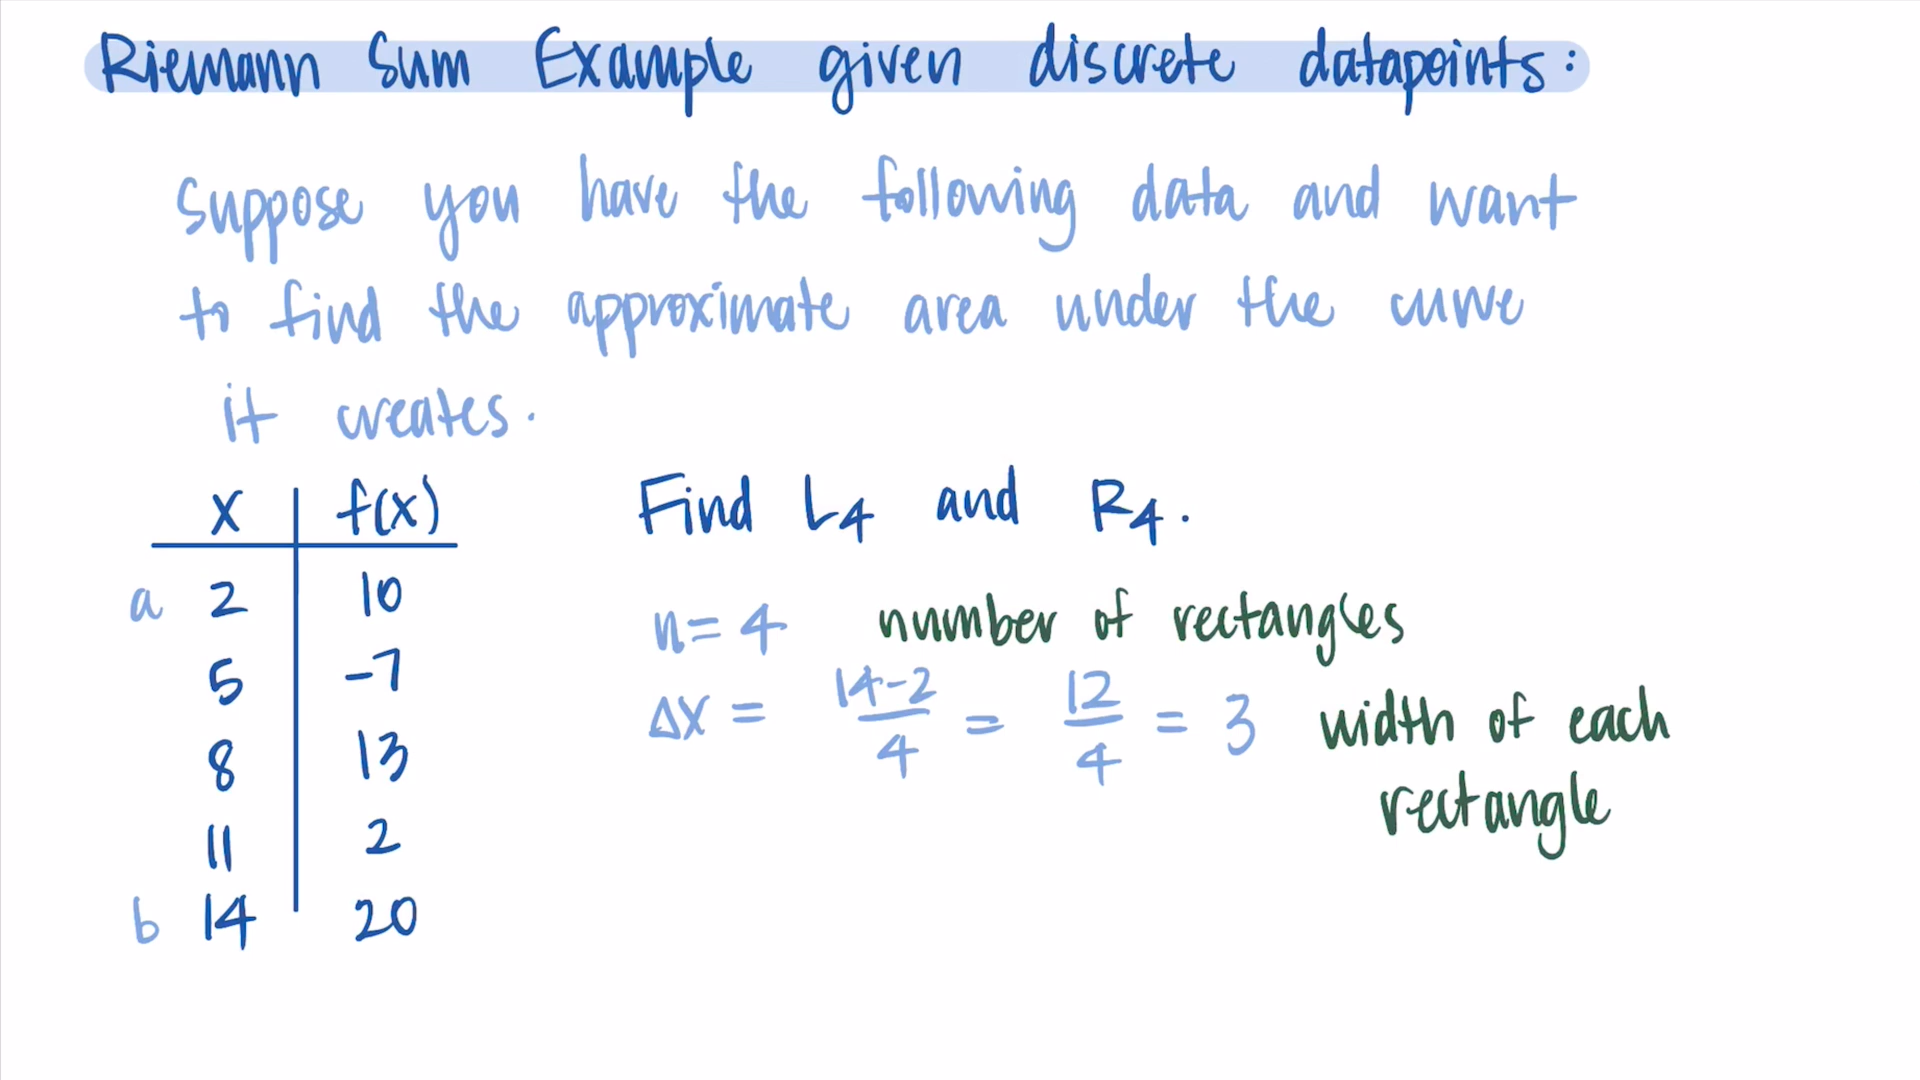 Riemann Sum Example given discrete datapoints:
Suppose you have the following data and want
to find the approximate area under the curve
it creates.
x f(x)
a 2 10
5 -7
8 13
11 2
b 14 20
Find L4 and R4.
n = 4 number of rectangles
Δx = 14-2/4 = 12/4 = 3 width of each
rectangle